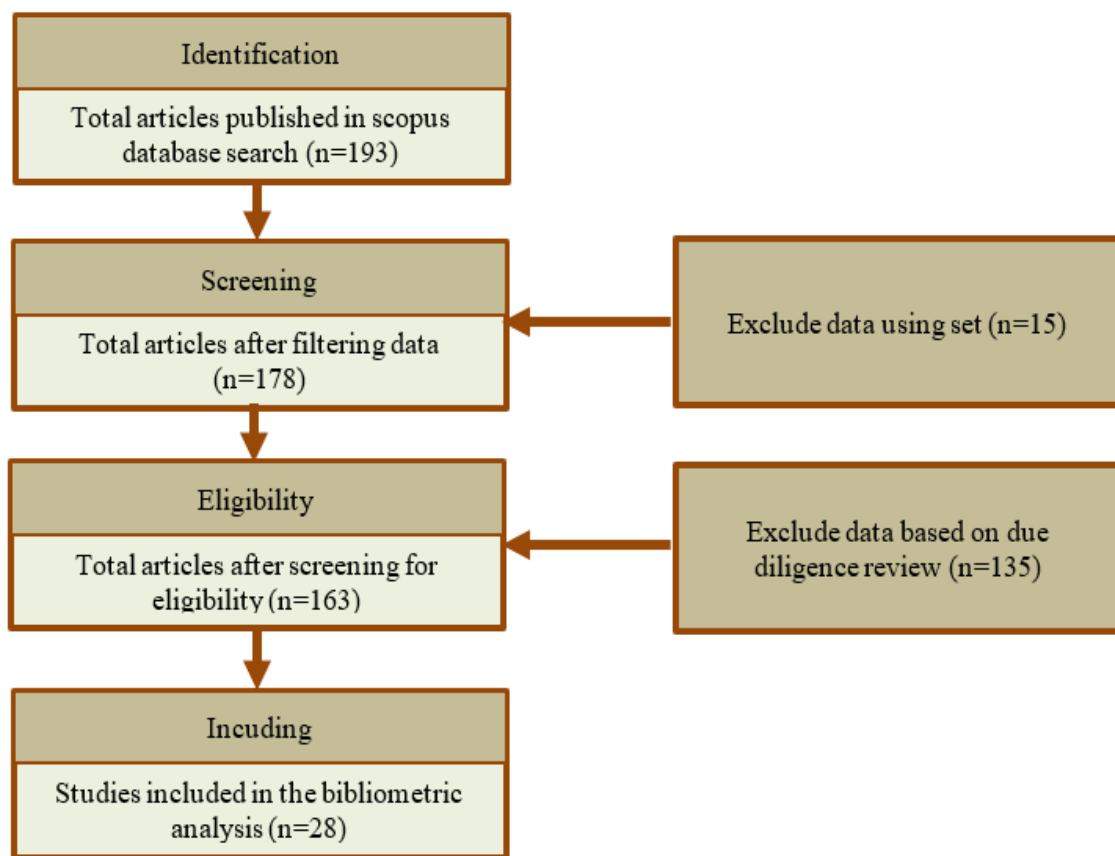 Identification
Total articles published in scopus
database search (n=193)
Screening
Total articles after filtering data
(n=178)
Exclude data using set (n=15)
Eligibility
Total articles after screening for
eligibility (n=163)
Exclude data based on due
diligence review (n=135)
Incuding
Studies included in the bibliometric
analysis (n=28)